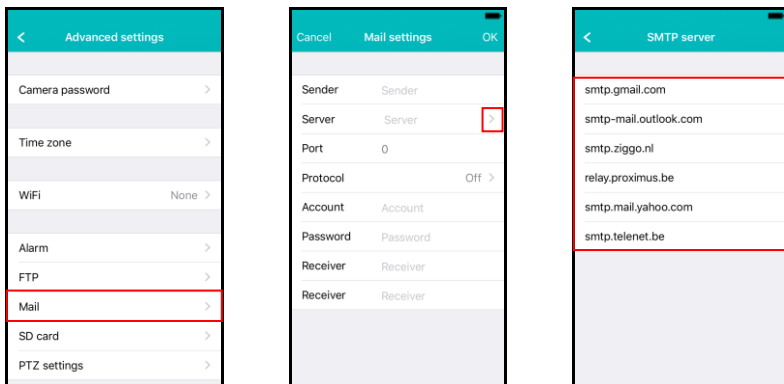 Advanced settings
Camera password
Time zone
WiFi None
Alarm
FTP
Mail
SD card
PTZ settings
Cancel Mail settings OK
Sender Sender
Server Server
Port 0
Protocol Off
Account Account
Password Password
Receiver Receiver
Receiver Receiver
SMTP server
smtp.gmail.com
smtp-mail.outlook.com
smtp.ziggo.nl
relay.proximus.be
smtp.mail.yahoo.com
smtp.telenet.be